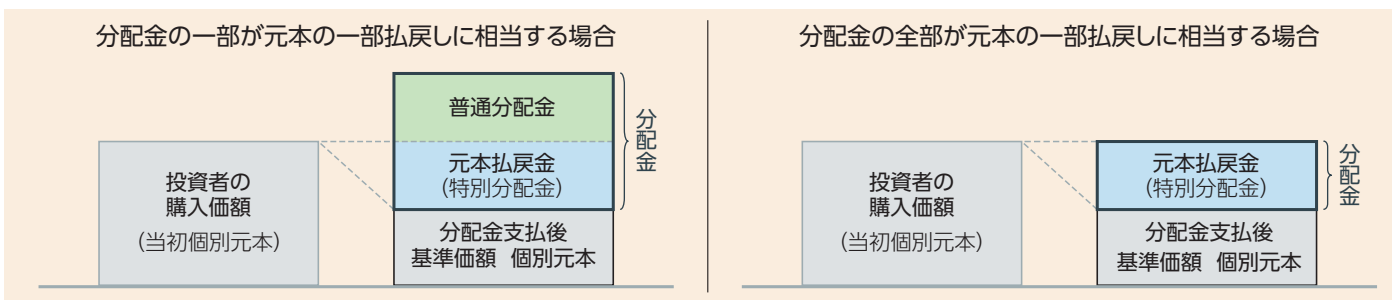 分配金の一部が元本の一部払戻しに相当する場合
普通分配金
元本払戻金
(特別分配金)
分配金
投資者の
購入価額
(当初個別元本)
分配金支払後
基準価額 個別元本
分配金の全部が元本の一部払戻しに相当する場合
元本払戻金
(特別分配金)
分配金
投資者の
購入価額
(当初個別元本)
分配金支払後
基準価額 個別元本